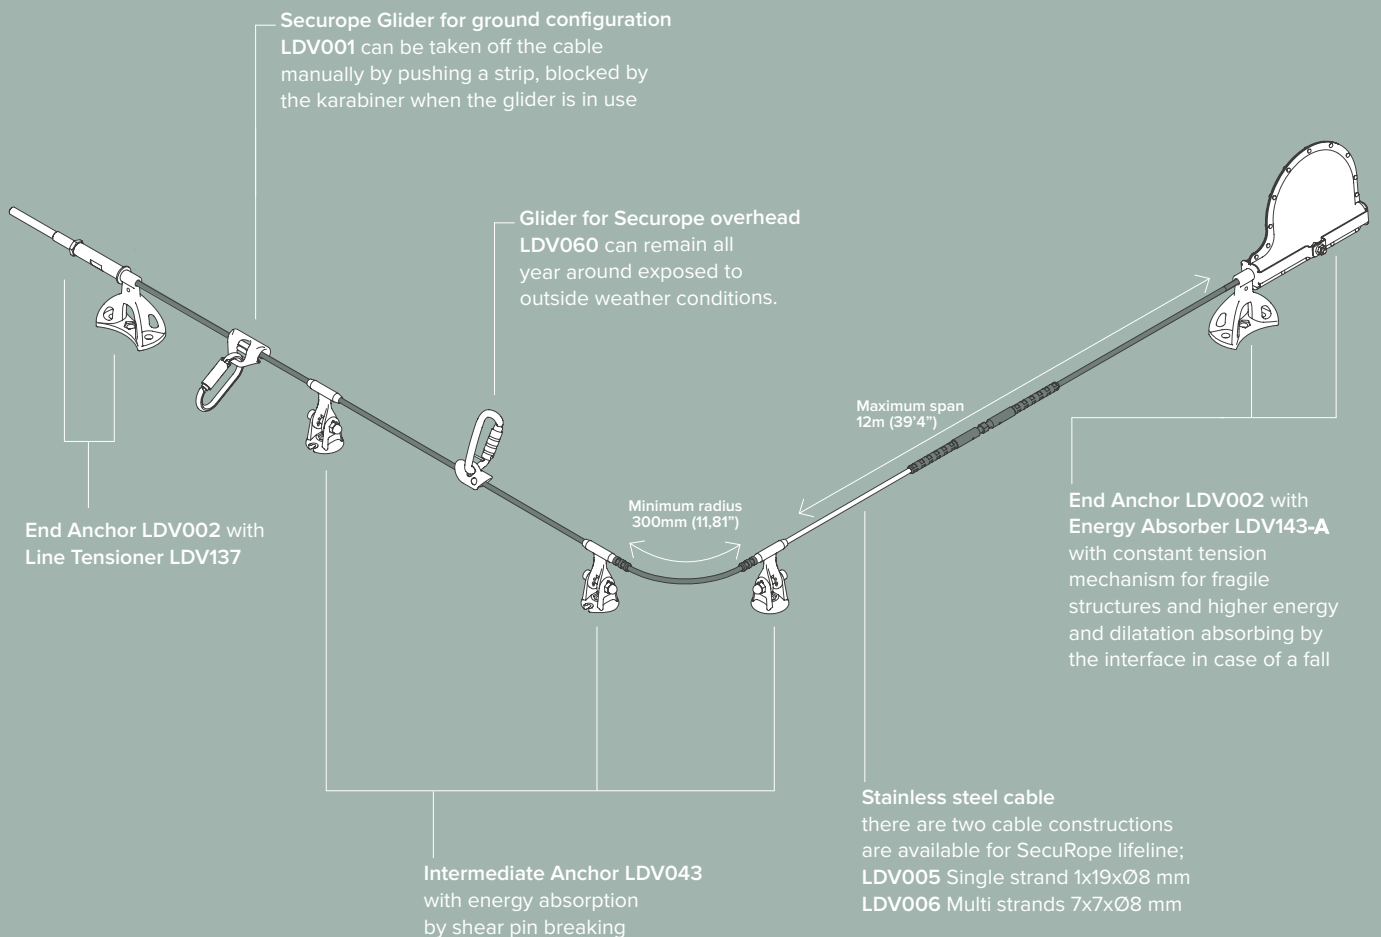 Securope Glider for ground configuration
LDV001 can be taken off the cable
manually by pushing a strip, blocked by
the karabiner when the glider is in use
Glider for Securope overhead
LDV060 can remain all
year around exposed to
outside weather conditions.
Maximum span
12m (39'4”)
Minimum radius
300mm (11,81”)
End Anchor LDV002 with
Line Tensioner LDV137
End Anchor LDV002 with
Energy Absorber LDV143-A
with constant tension
mechanism for fragile
structures and higher energy
and dilatation absorbing by
the interface in case of a fall
Stainless steel cable
there are two cable constructions
are available for SecuRope lifeline;
LDV005 Single strand 1x19xØ8 mm
LDV006 Multi strands 7x7xØ8 mm
Intermediate Anchor LDV043
with energy absorption
by shear pin breaking